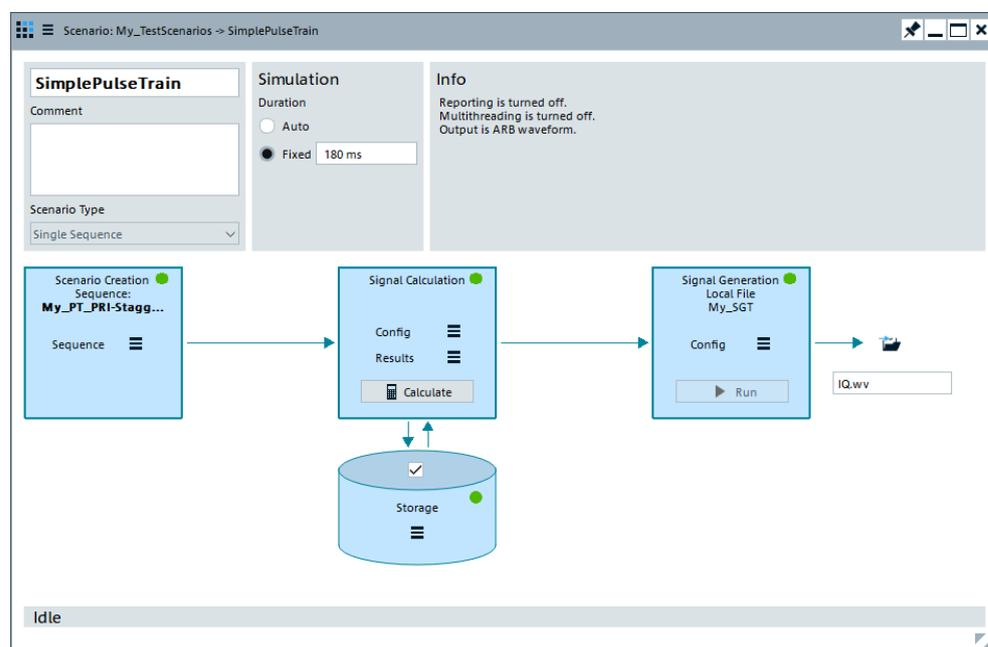 Scenario: My_TestScenarios -> SimplePulseTrain
SimplePulseTrain
Comment
Scenario Type
Single Sequence
Simulation
Duration
Auto
Fixed 180 ms
Info
Reporting is turned off.
Multithreading is turned off.
Output is ARB waveform.
Scenario Creation
Sequence:
My_PT_PRI-Stagg...
Sequence
Signal Calculation
Config
Results
Calculate
Signal Generation
Local File
My_SGT
Config
Run
IQ.wv
Storage
Idle